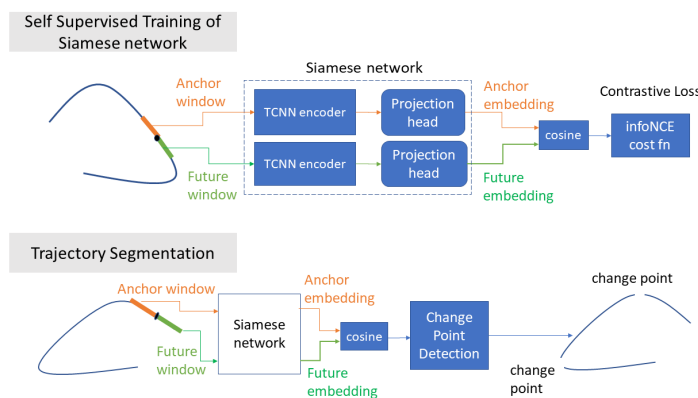 Self Supervised Training of
Siamese network
Siamese network
Anchor
window
Anchor
embedding
Contrastive Loss
TCNN encoder
Projection
head
cosine
infoNCE
cost fn
TCNN encoder
Projection
head
Future
window
Future
embedding
Trajectory Segmentation
Anchor window
Anchor
embedding
change point
Siamese
network
cosine
Change
Point
Detection
Future
window
Future
embedding
change
point